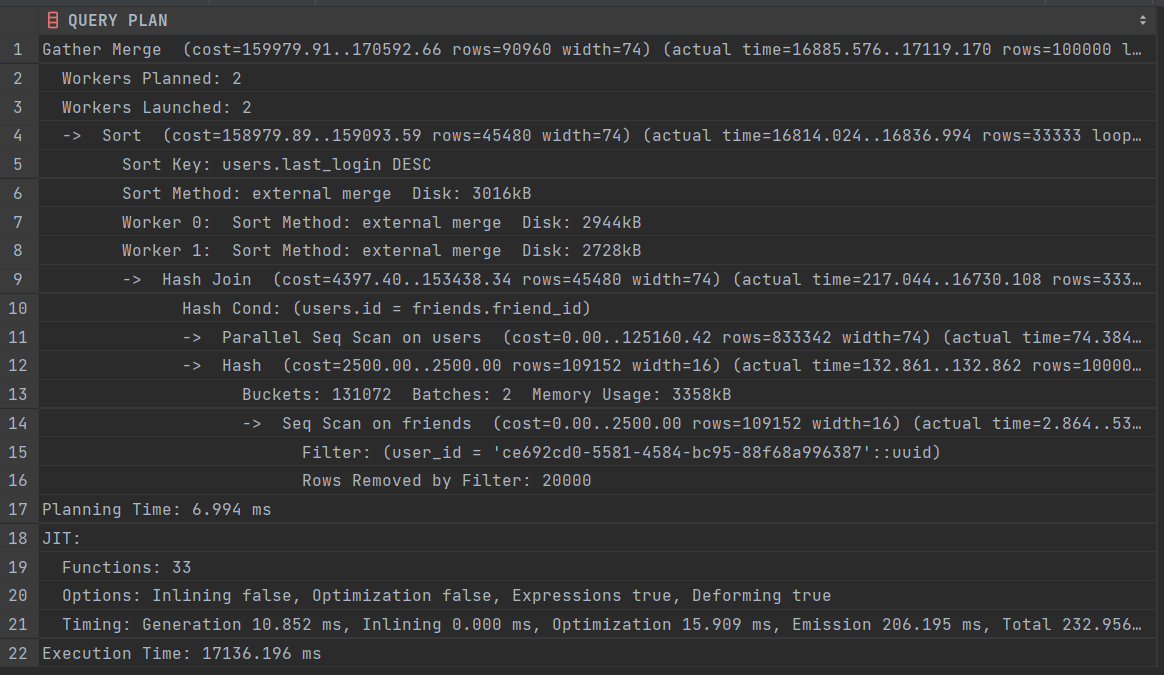 QUERY PLAN
1 Gather Merge (cost=159979.91..170592.66 rows=90960 width=74) (actual time=16885.576..17119.170 rows=100000 l…
2 Workers Planned: 2
3 Workers Launched: 2
4 -> Sort (cost=158979.89..159093.59 rows=45480 width=74) (actual time=16814.024..16836.994 rows=33333 loop…
5 Sort Key: users.last_login DESC
6 Sort Method: external merge Disk: 3016kB
7 Worker 0: Sort Method: external merge Disk: 2944kB
8 Worker 1: Sort Method: external merge Disk: 2728kB
9 -> Hash Join (cost=4397.40..153438.34 rows=45480 width=74) (actual time=217.044..16730.108 rows=333…
10 Hash Cond: (users.id = friends.friend_id)
11 -> Parallel Seq Scan on users (cost=0.00..125160.42 rows=833342 width=74) (actual time=74.384…
12 -> Hash (cost=2500.00..2500.00 rows=109152 width=16) (actual time=132.861..132.862 rows=10000…
13 Buckets: 131072 Batches: 2 Memory Usage: 3358kB
14 -> Seq Scan on friends (cost=0.00..2500.00 rows=109152 width=16) (actual time=2.864..53…
15 Filter: (user_id = 'ce692cd0-5581-4584-bc95-88f68a996387'::uuid)
16 Rows Removed by Filter: 20000
17 Planning Time: 6.994 ms
18 JIT:
19 Functions: 33
20 Options: Inlining false, Optimization false, Expressions true, Deforming true
21 Timing: Generation 10.852 ms, Inlining 0.000 ms, Optimization 15.909 ms, Emission 206.195 ms, Total 232.956…
22 Execution Time: 17136.196 ms